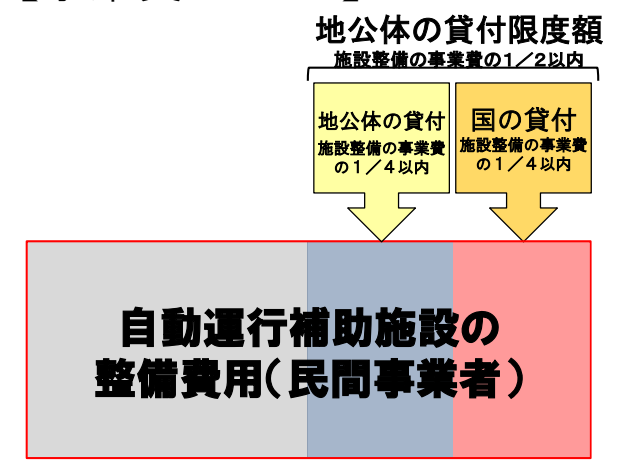 地公体の貸付限度額
施設整備の事業費の1／2以内
地公体の貸付
施設整備の事業費
の1／4以内
国の貸付
施設整備の事業費
の1／4以内
自動運行補助施設の
整備費用(民間事業者)